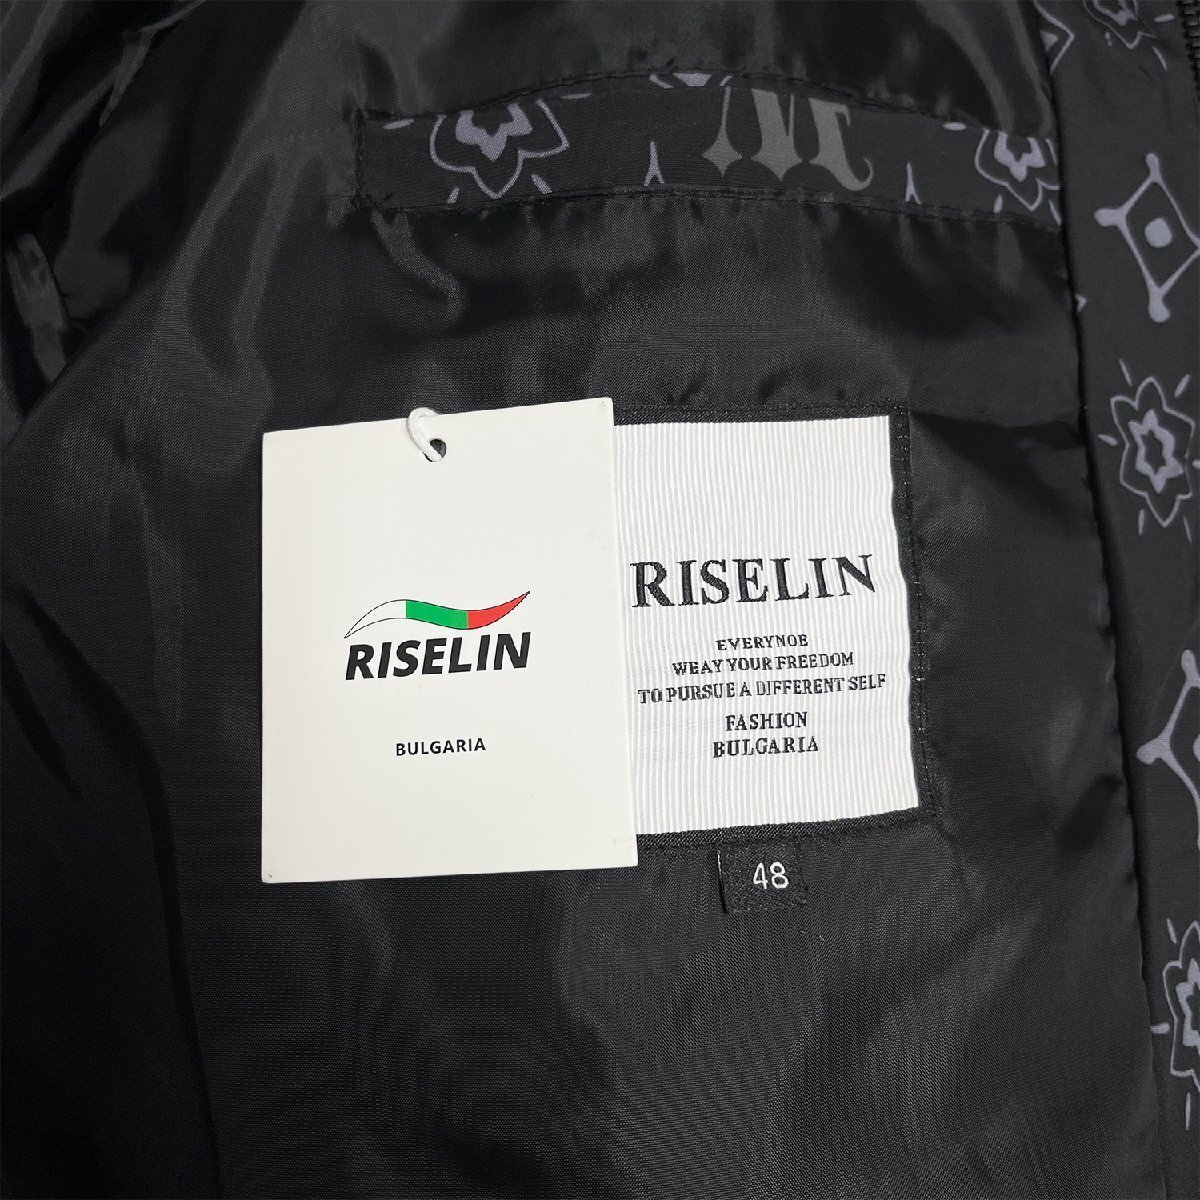 RISELIN
BULGARIA
RISELIN
EVERYNOE
WEAY YOUR FREEDOM
TO PURSUE A DIFFERENT SELF
FASHION
BULGARIA
48